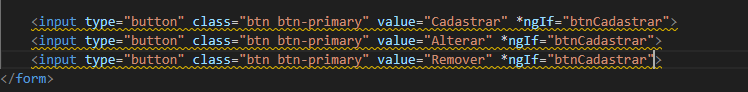 <input type="button" class="btn btn-primary" value="Cadastrar" *ngIf="btnCadastrar">
<input type="button" class="btn btn-primary" value="Alterar" *ngIf="btnCadastrar">
<input type="button" class="btn btn-primary" value="Remover" *ngIf="btnCadastrar">
</form>